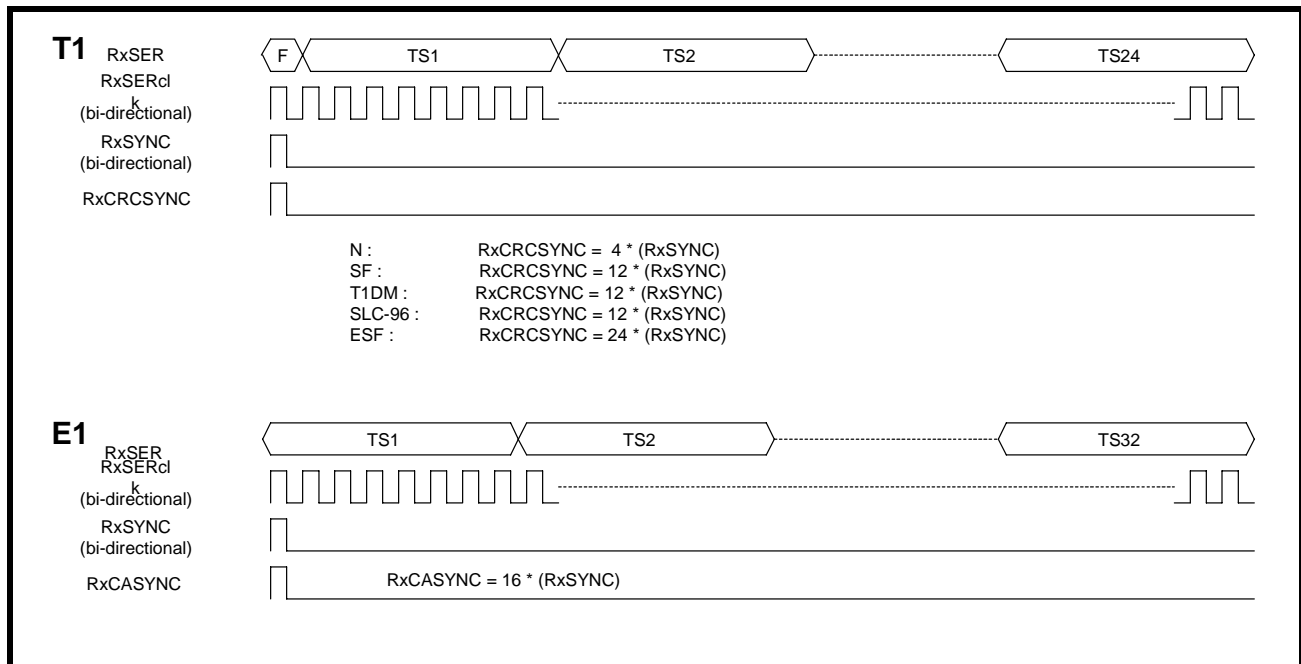 T1
RxSER
F
TS1
TS2
TS24
RxSERcl
k
(bi-directional)
RxSYNC
(bi-directional)
RxCRCSYNC
N : RxCRCSYNC = 4 * (RxSYNC)
SF : RxCRCSYNC = 12 * (RxSYNC)
T1DM : RxCRCSYNC = 12 * (RxSYNC)
SLC-96 : RxCRCSYNC = 12 * (RxSYNC)
ESF : RxCRCSYNC = 24 * (RxSYNC)
E1
RxSER
TS1
TS2
TS32
RxSERcl
k
(bi-directional)
RxSYNC
(bi-directional)
RxCASYNC
RxCASYNC = 16 * (RxSYNC)